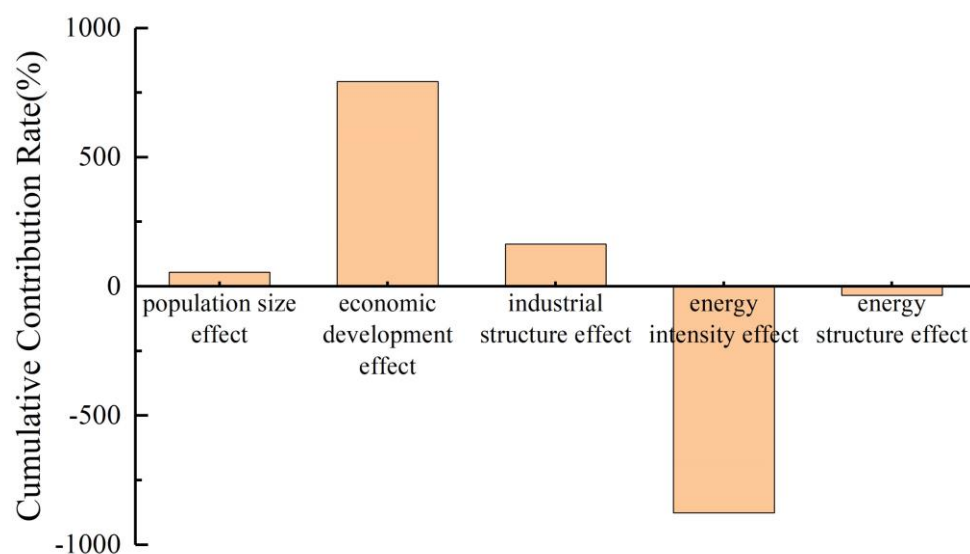 Cumulative Contribution Rate(%)
1000
500
0
-500
-1000
population size
effect
economic
development
effect
industrial
structure effect
energy
intensity effect
energy
structure effect